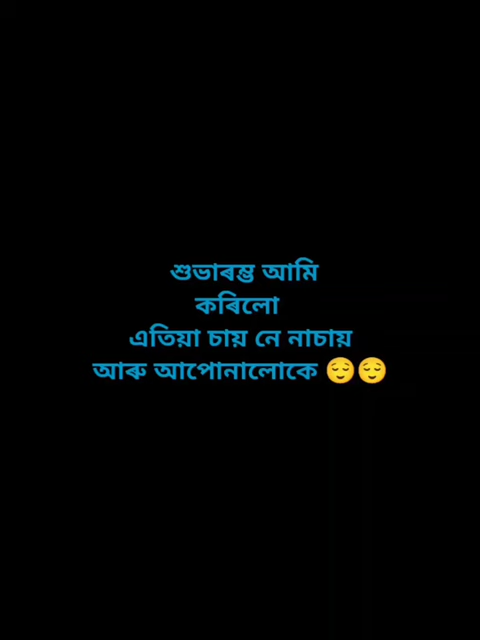 শুভাৰম্ভ আমি
কৰিলো
এতিয়া চায় নে নাচায়
আৰু আপোনালোকে 😌😌